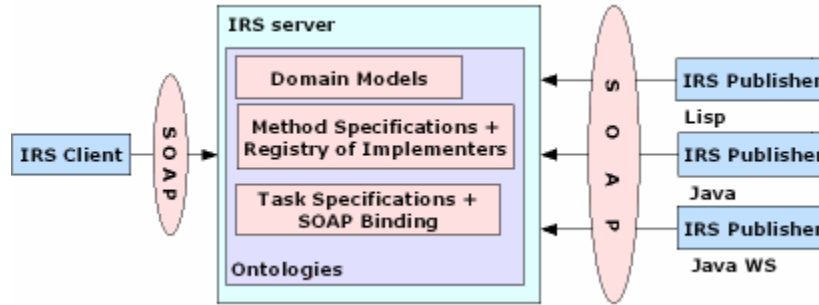 IRS server
Domain Models
Method Specifications +
Registry of Implementers
Task Specifications +
SOAP Binding
Ontologies
IRS Client
SOAP
SOAP
IRS Publisher
Lisp
IRS Publisher
Java
IRS Publisher
Java WS